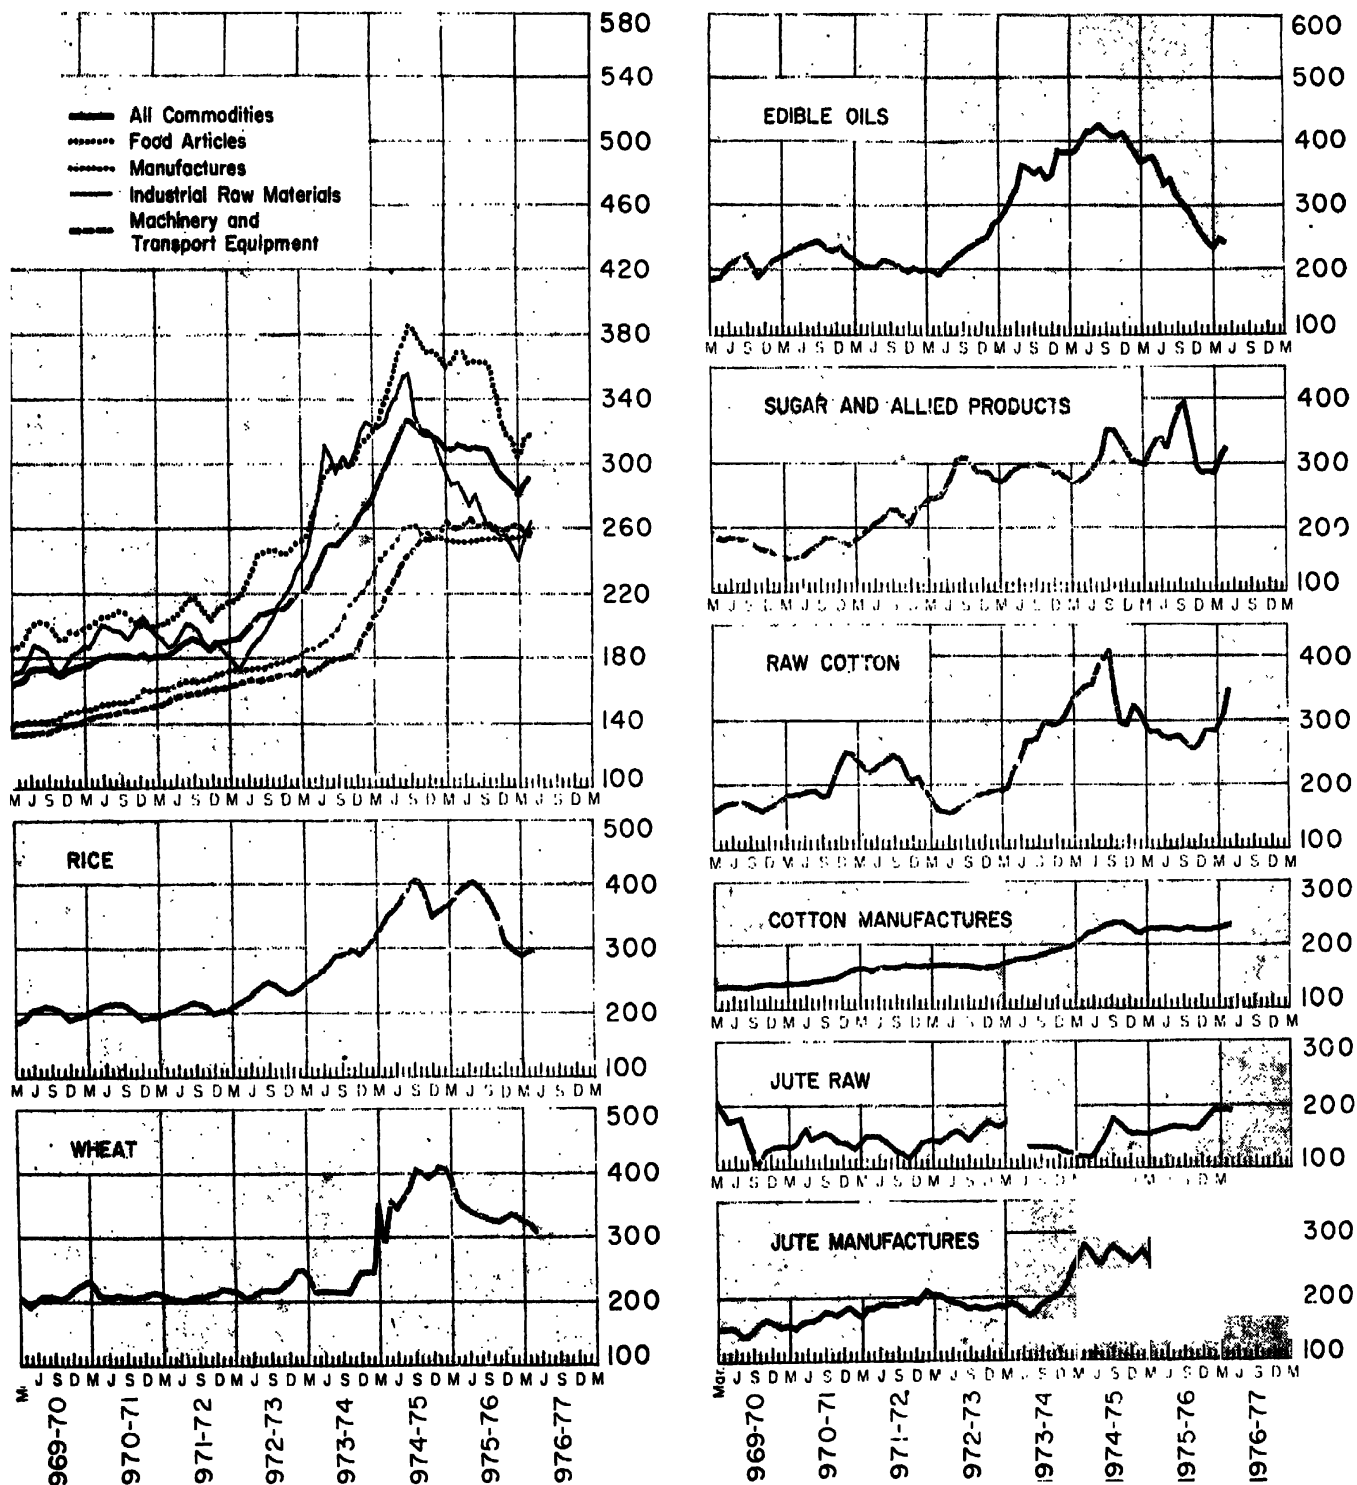 580
540
500
460
420
380
340
300
260
220
180
140
100
All Commodities
Food Articles
Manufactures
Industrial Raw Materials
Machinery and
Transport Equipment
M J S D M J S D M J S D M J S D M J S D M J S D M J S D M J S D M
RICE
500
400
300
200
100
M J S D M J S D M J S D M J S D M J S D M J S D M J S D M J S D M
WHEAT
500
400
300
200
100
J S D M J S D M J S D M J S D M J S D M J S D M J S D M J S D M
969-70
970-71
971-72
972-73
973-74
974-75
975-76
976-77
EDIBLE OILS
600
500
400
300
200
100
M J S D M J S D M J S D M J S D M J S D M J S D M J S D M J S D M
SUGAR AND ALLIED PRODUCTS
400
300
200
100
M J S D M J S D M J S D M J S D M J S D M J S D M J S D M J S D M
RAW COTTON
400
300
200
100
M J S D M J S D M J S D M J S D M J S D M J S D M J S D M J S D M
COTTON MANUFACTURES
300
200
100
M J S D M J S D M J S D M J S D M J S D M J S D M J S D M J S D M
JUTE RAW
300
200
100
JUTE MANUFACTURES
300
200
100
Mar.
J S D M J S D M J S D M J S D M J S D M J S D M J S D M J S D M
969-70
970-71
971-72
972-73
1973-74
1974-75
1975-76
1976-77